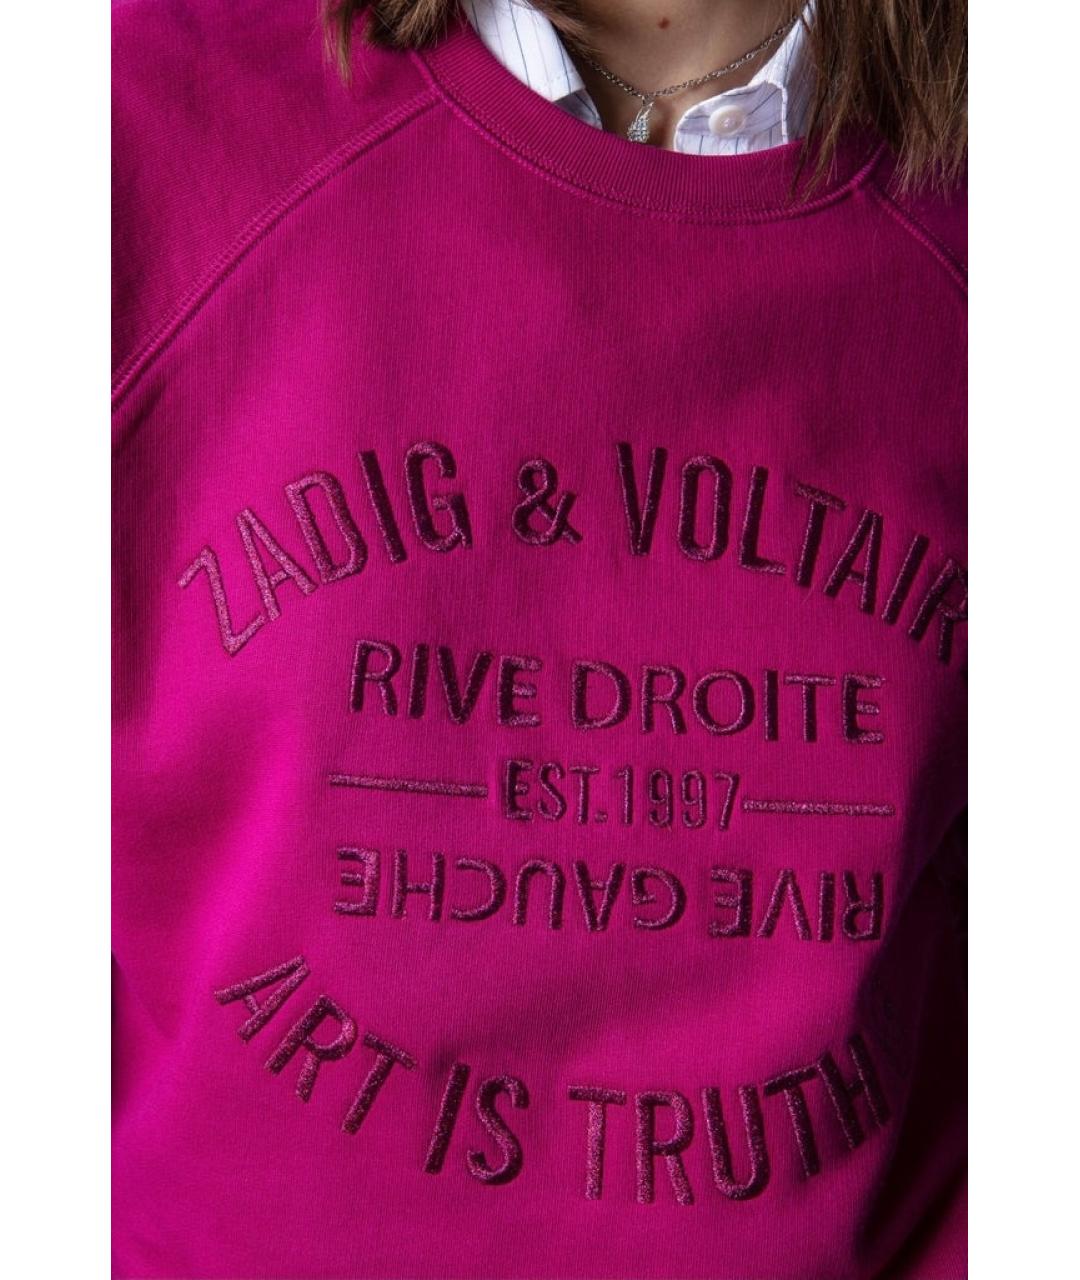 ZADIG & VOLTAIR
RIVE DROITE
EST.1997
RIVE GAUCHE
ART IS TRUTH